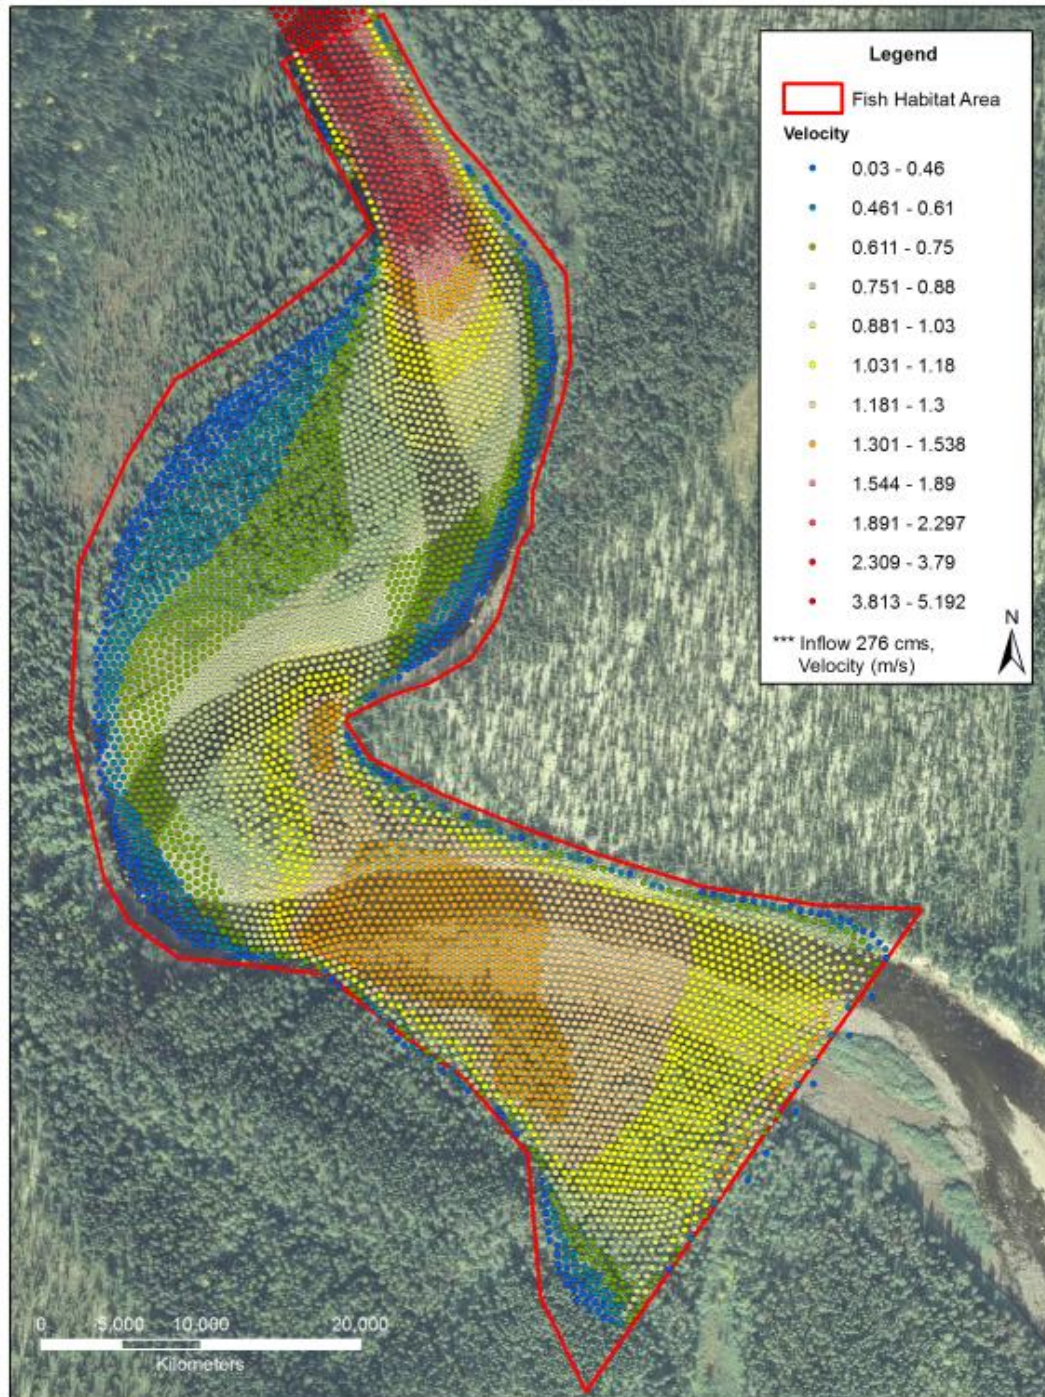 Legend
Fish Habitat Area
Velocity
0.03 - 0.46
0.461 - 0.61
0.611 - 0.75
0.751 - 0.88
0.881 - 1.03
1.031 - 1.18
1.181 - 1.3
1.301 - 1.538
1.544 - 1.89
1.891 - 2.297
2.309 - 3.79
3.813 - 5.192
N
*** Inflow 276 cms,
Velocity (m/s)
0 5,000 10,000 20,000
Kilometers